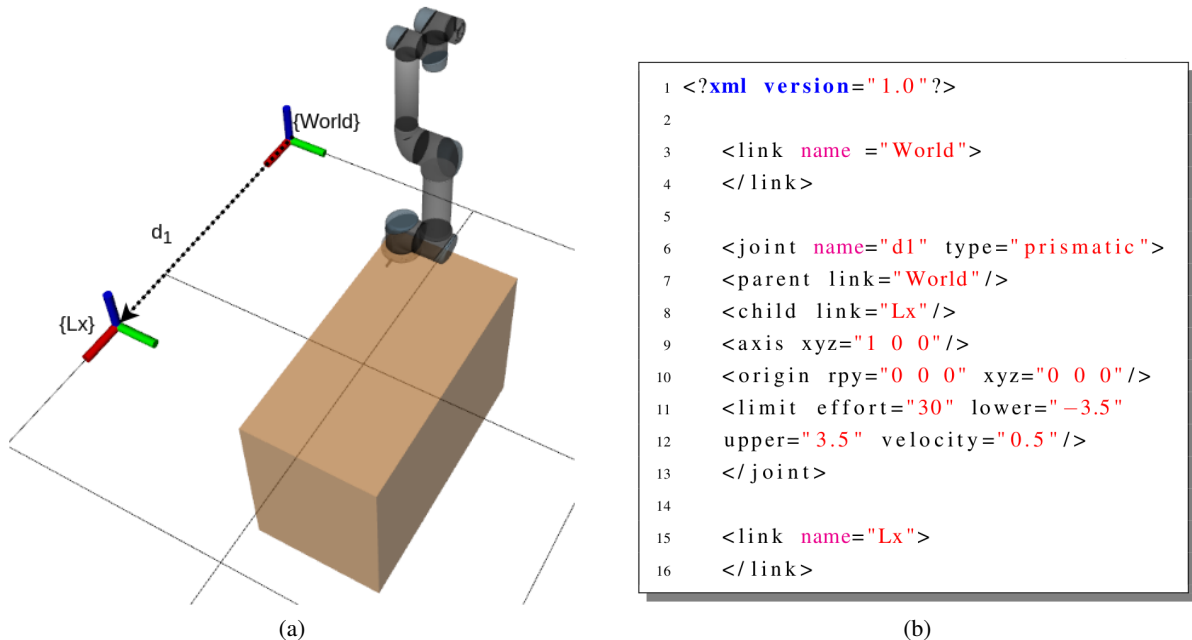 {World}
d1
{Lx}
(a)
1 <?xml version="1.0"?>
2
3 <link name ="World">
4 </link>
5
6 <joint name="d1" type="prismatic">
7 <parent link="World"/>
8 <child link="Lx"/>
9 <axis xyz="1 0 0"/>
10 <origin rpy="0 0 0" xyz="0 0 0"/>
11 <limit effort="30" lower="−3.5"
12 upper="3.5" velocity="0.5"/>
13 </joint>
14
15 <link name="Lx">
16 </link>
(b)